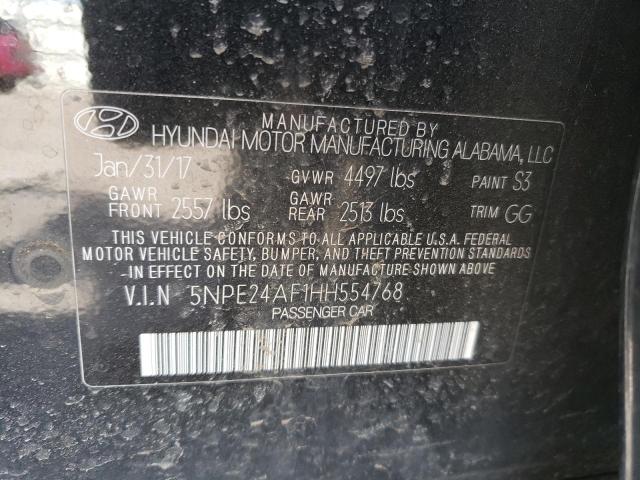 MANUFACTURED BY
HYUNDAI MOTOR MANUFACTURING ALABAMA, LLC
Jan/31/17 GVWR 4497 lbs PAINT S3
GAWR FRONT 2557 lbs GAWR REAR 2513 lbs TRIM GG
THIS VEHICLE CONFORMS TO ALL APPLICABLE U.S.A. FEDERAL
MOTOR VEHICLE SAFETY, BUMPER, AND THEFT PREVENTION STANDARDS
-IN EFFECT ON THE DATE OF MANUFACTURE SHOWN ABOVE.-
V.I.N 5NPE24AF1HH554768
PASSENGER CAR